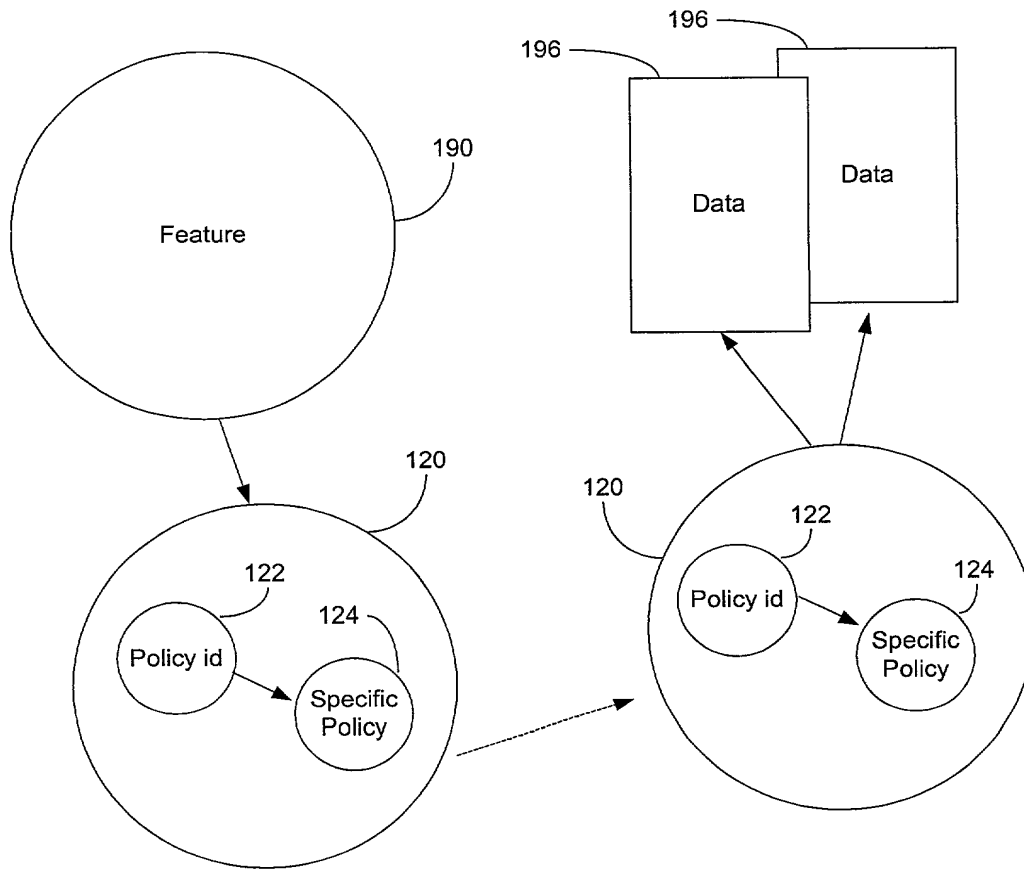 196
196
190
Feature
Data
Data
120
120
122
122
124
124
Policy id
Specific
Policy
Policy id
Specific
Policy